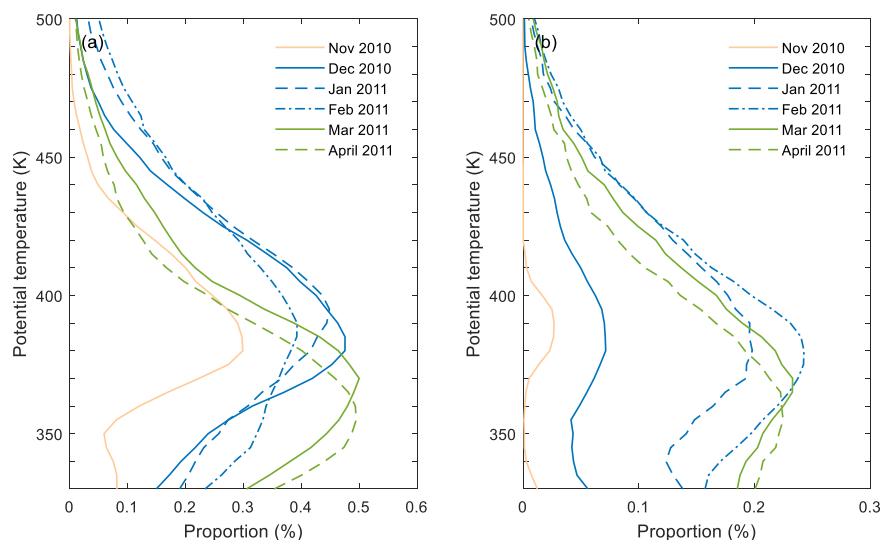 500
450
400
350
Potential temperature (K)
(a)
Nov 2010
Dec 2010
Jan 2011
Feb 2011
Mar 2011
April 2011
0
0.1
0.2
0.3
0.4
0.5
0.6
Proportion (%)
500
450
400
350
Potential temperature (K)
(b)
Nov 2010
Dec 2010
Jan 2011
Feb 2011
Mar 2011
April 2011
0
0.1
0.2
0.3
Proportion (%)